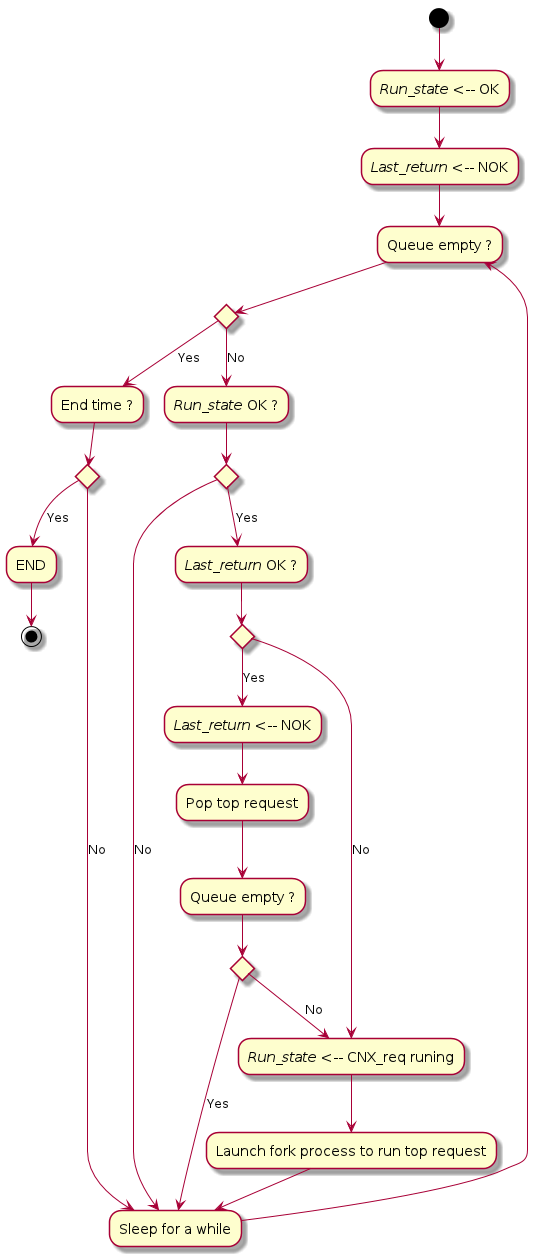 Run_state <-- OK
Last_return <-- NOK
Queue empty ?
Yes
No
End time ?
Run_state OK ?
Yes
Yes
END
Last_return OK ?
Yes
Last_return <-- NOK
Pop top request
No
No
No
Queue empty ?
No
Run_state <-- CNX_req runing
Yes
Launch fork process to run top request
Sleep for a while